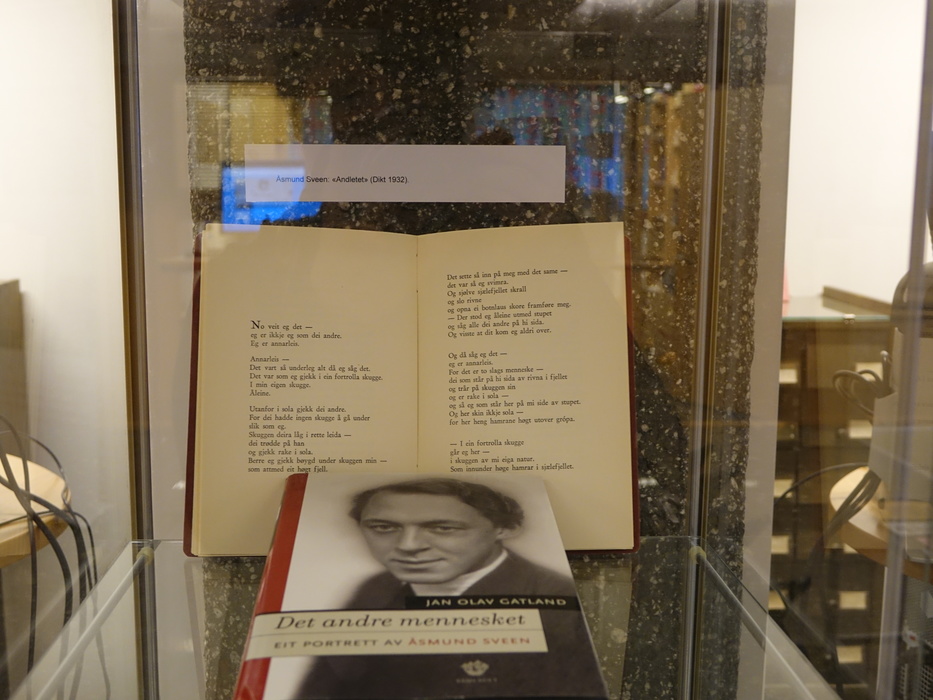 Åsmund Sveen: «Andletet» (Dikt 1932).
No veit eg det —
eg er ikkje eg som dei andre.
Eg er annarleis.
Annarleis —
Det vart så underleg alt då eg såg det.
Det var som eg gjekk i ein fortrolla skugge.
I min eigen skugge.
Åleine.
Utanfor i sola gjekk dei andre.
For dei hadde ingen skugge å gå under
slik som eg.
Skuggen deira låg i rette leida —
dei trødde på han
og gjekk rake i sola.
Berre eg gjekk bøygd under skuggen min —
som attmed eit høgt fjell.
Det sette så inn på meg med det same —
det var så eg svimra.
Og sjølve sjælefjellet skrall
og slo rivne
og opna ei botnlaus skore framføre meg.
— Der stod eg åleine utmed stupet
og såg alle dei andre på hi sida.
Og visste at dit kom eg aldri over.
Og då såg eg det —
eg er annarleis.
For det er to slags menneske —
dei som står på hi side av rivna i fjellet
og trår på skuggen sin
og er rake i sola —
og så eg som står her på mi side av stupet.
Og her skin ikkje sola —
for her heng hamrane høgt utover grópa.
— I ein fortrolla skugge
går eg her —
i skuggen av mi eiga natur.
Som innunder høge hamrar i sjælefjellet.
JAN OLAV GATLAND
Det andre mennesket
EIT PORTRETT AV ÅSMUND SVEEN